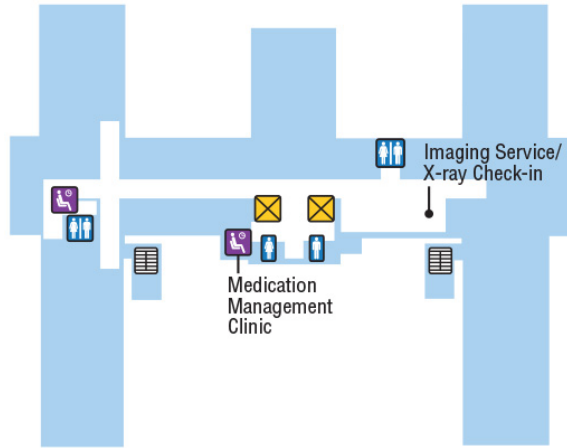 Imaging Service/
X-ray Check-in
Medication
Management
Clinic